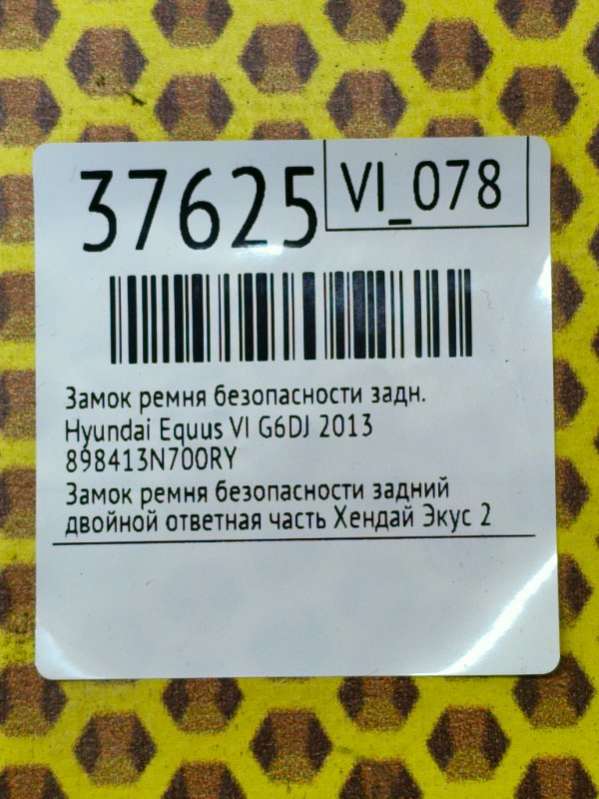 37625
VI_078
Замок ремня безопасности задн.
Hyundai Equus VI G6DJ 2013
898413N700RY
Замок ремня безопасности задний
двойной ответная часть Хендай Экус 2